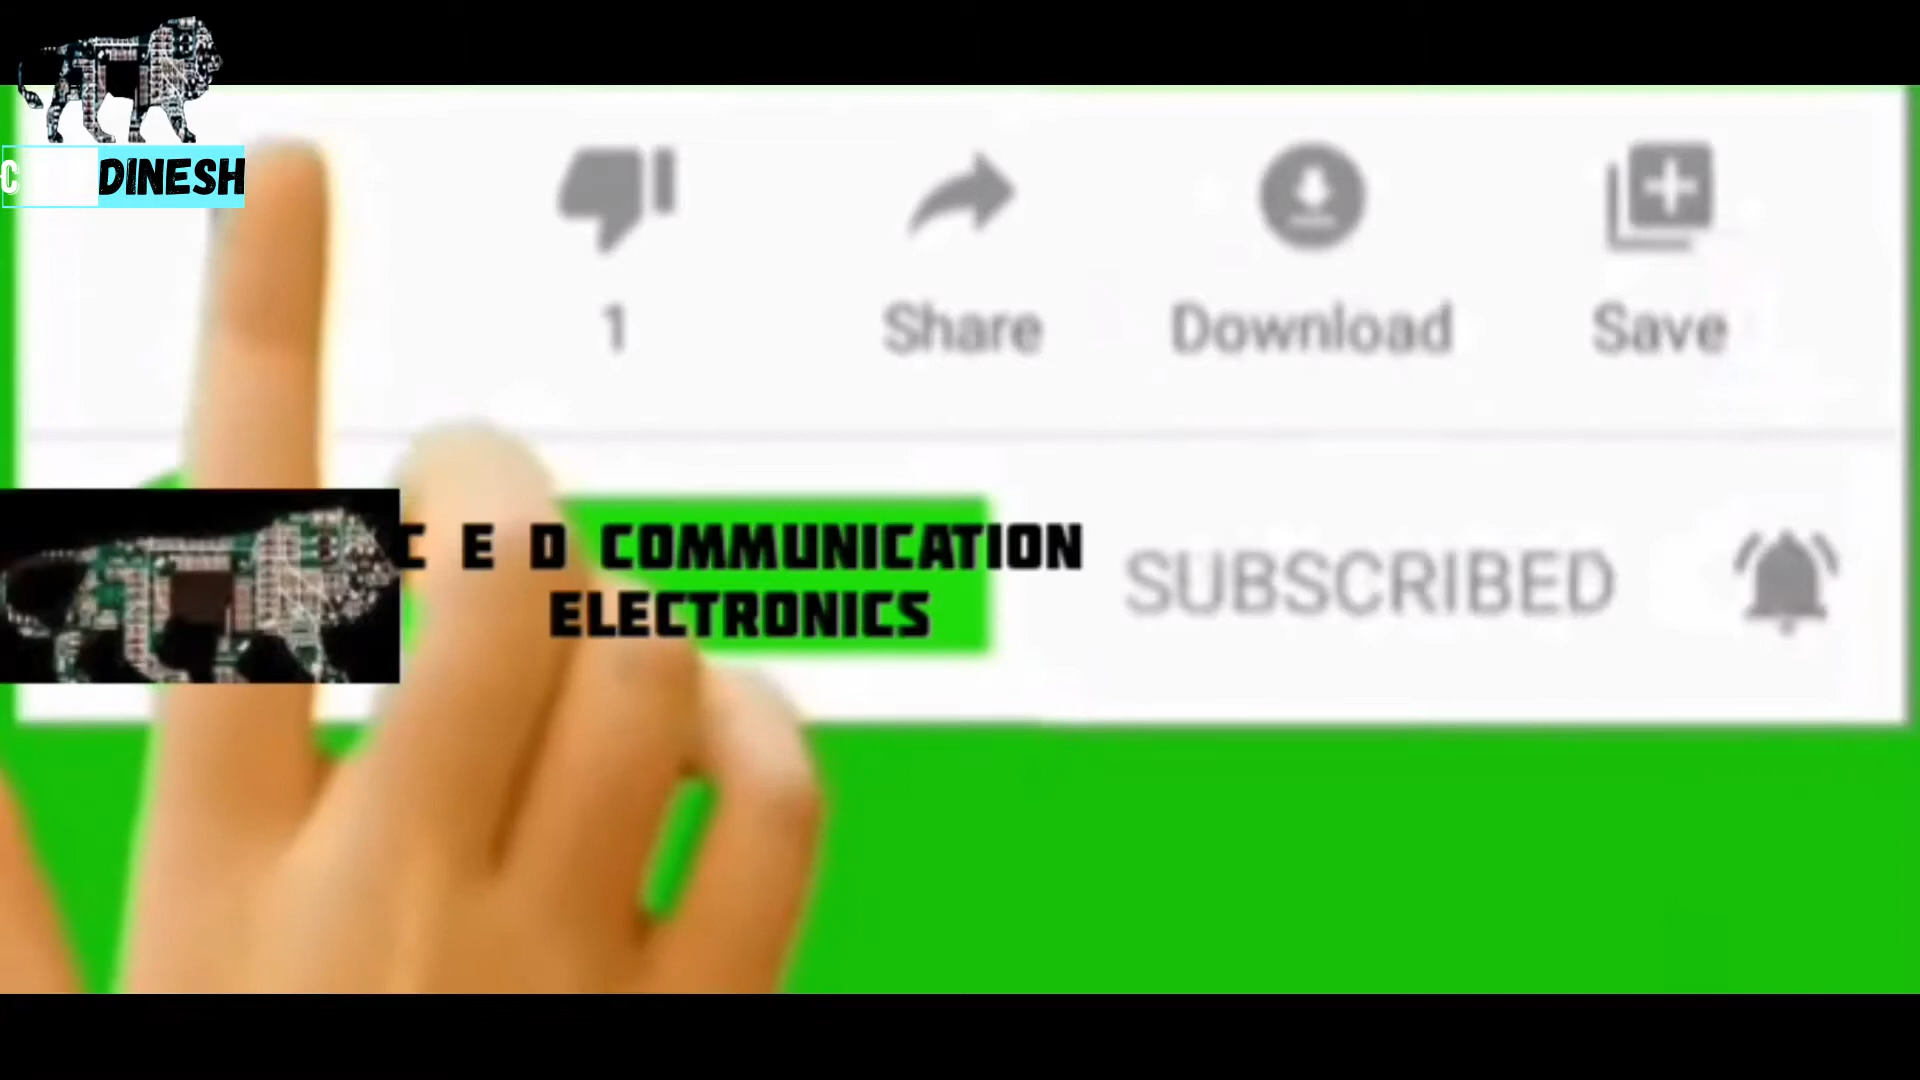 DINESH
1
Share
Download
Save
C E D COMMUNICATION
ELECTRONICS
SUBSCRIBED